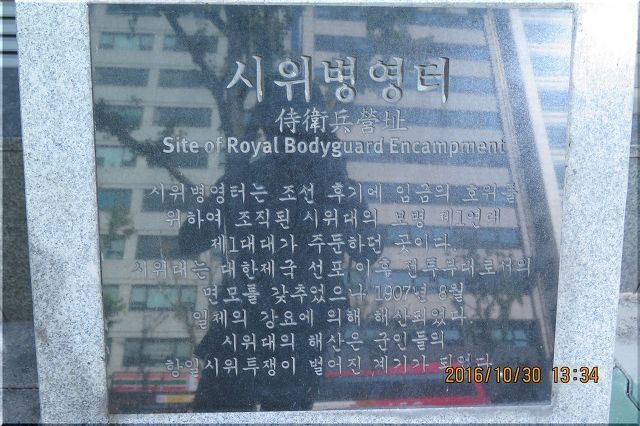 시위병영터
侍衛兵營址
Site of Royal Bodyguard Encampment
시위병영터는 조선 후기에 임금의 호위를
위하여 조직된 시위대의 보병 제1연대
제1대대가 주둔하던 곳이다.
시위대는 대한제국 선포 이후 전투부대로서의
면모를 갖추었으나 1907년 8월
일제의 강요에 의해 해산되었다.
시위대의 해산은 군인들의
항일시위투쟁이 벌어진 계기가 되었다.
2016/10/30 13:34